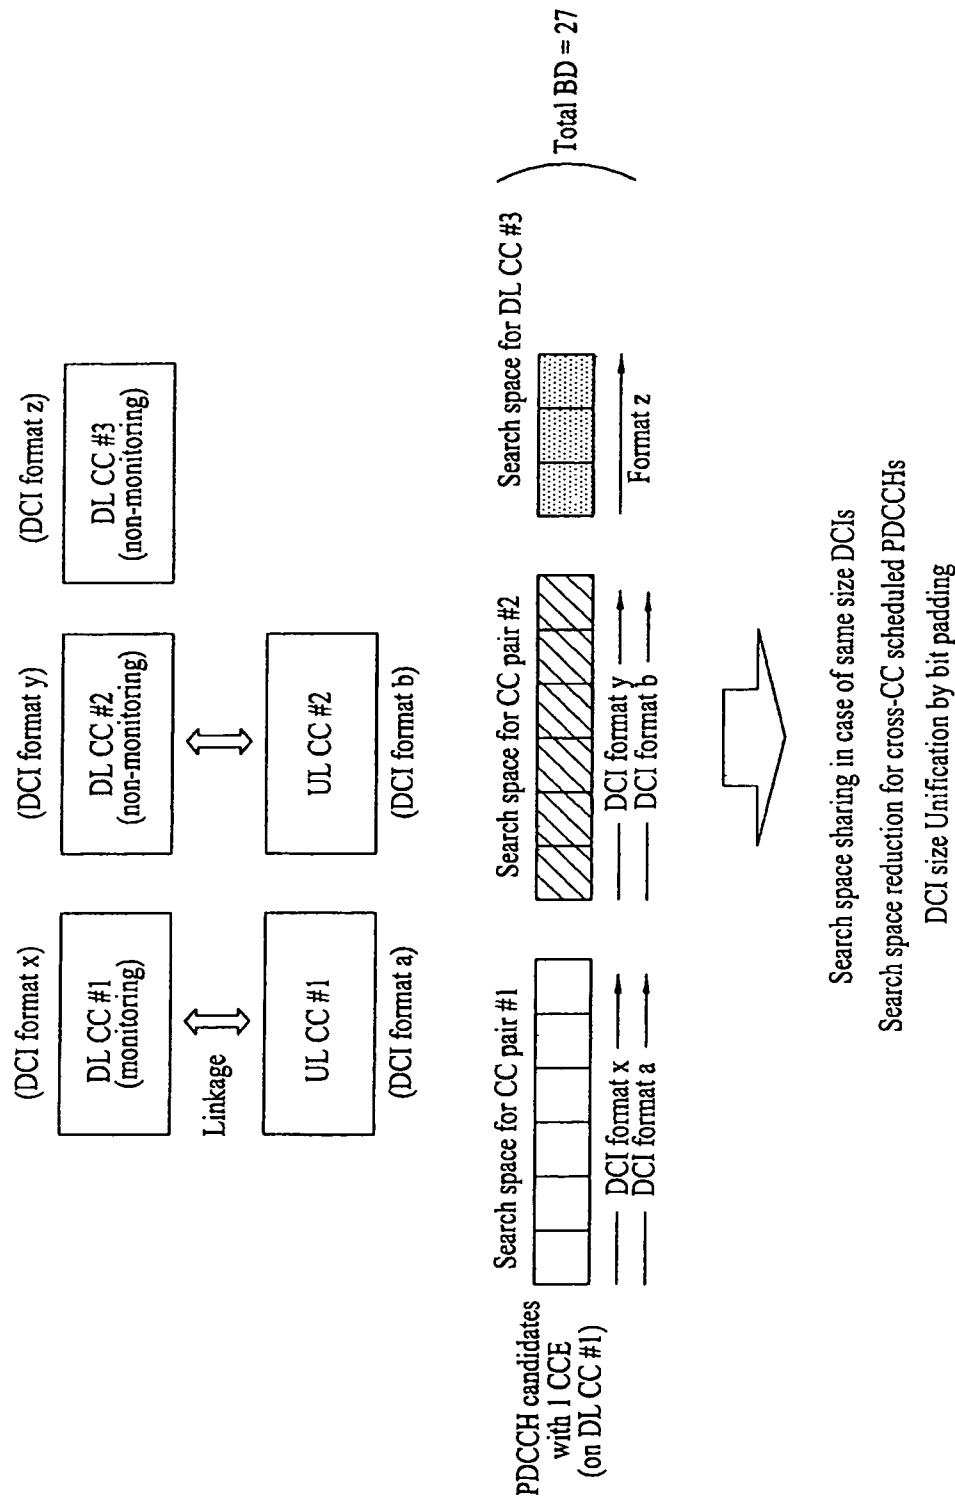 (DCI format x)
(DCI format y)
(DCI format z)
DL CC #1
(monitoring)
DL CC #2
(non-monitoring)
DL CC #3
(non-monitoring)
Linkage
UL CC #1
UL CC #2
(DCI format a)
(DCI format b)
Search space for CC pair #1
Search space for CC pair #2
Search space for DL CC #3
PDCCH candidates
with 1 CCE
(on DL CC #1)
DCI format x
DCI format a
DCI format y
DCI format b
Format z
Total BD = 27
Search space sharing in case of same size DCIs
Search space reduction for cross-CC scheduled PDCCHs
DCI size Unification by bit padding